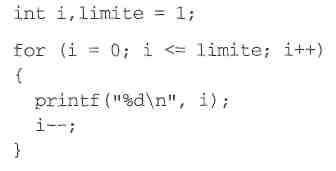 int i,limite = 1;
for (i = 0; i <= limite; i++)
{
  printf("%d\n", i);
  i--;
}